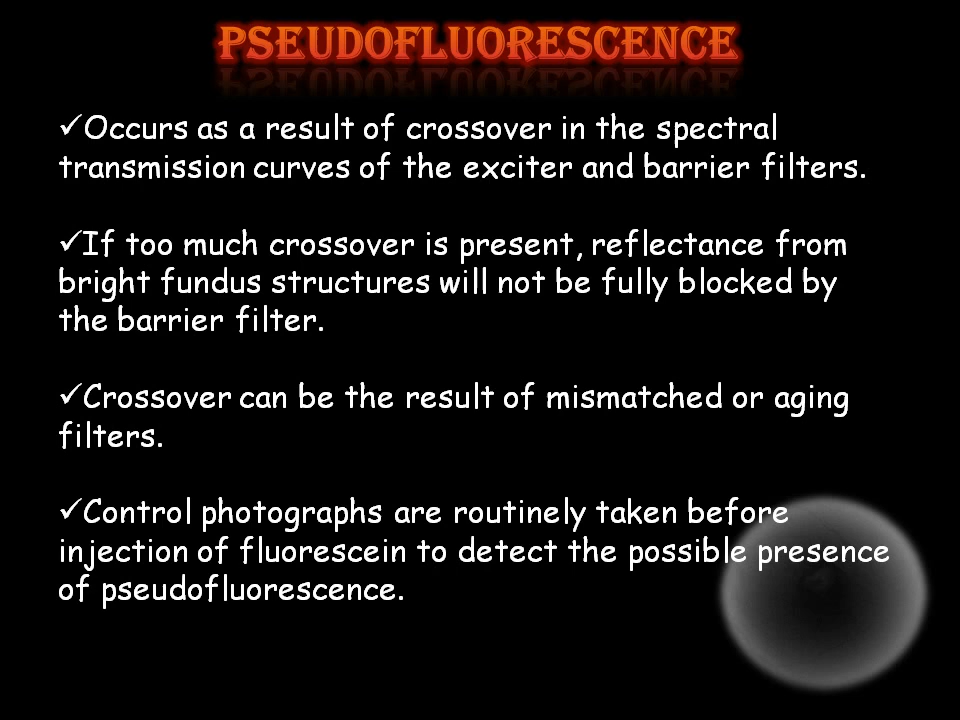 PSEUDOFLUORESCENCE
✓Occurs as a result of crossover in the spectral
transmission curves of the exciter and barrier filters.
✓If too much crossover is present, reflectance from
bright fundus structures will not be fully blocked by
the barrier filter.
✓Crossover can be the result of mismatched or aging
filters.
✓Control photographs are routinely taken before
injection of fluorescein to detect the possible presence
of pseudofluorescence.